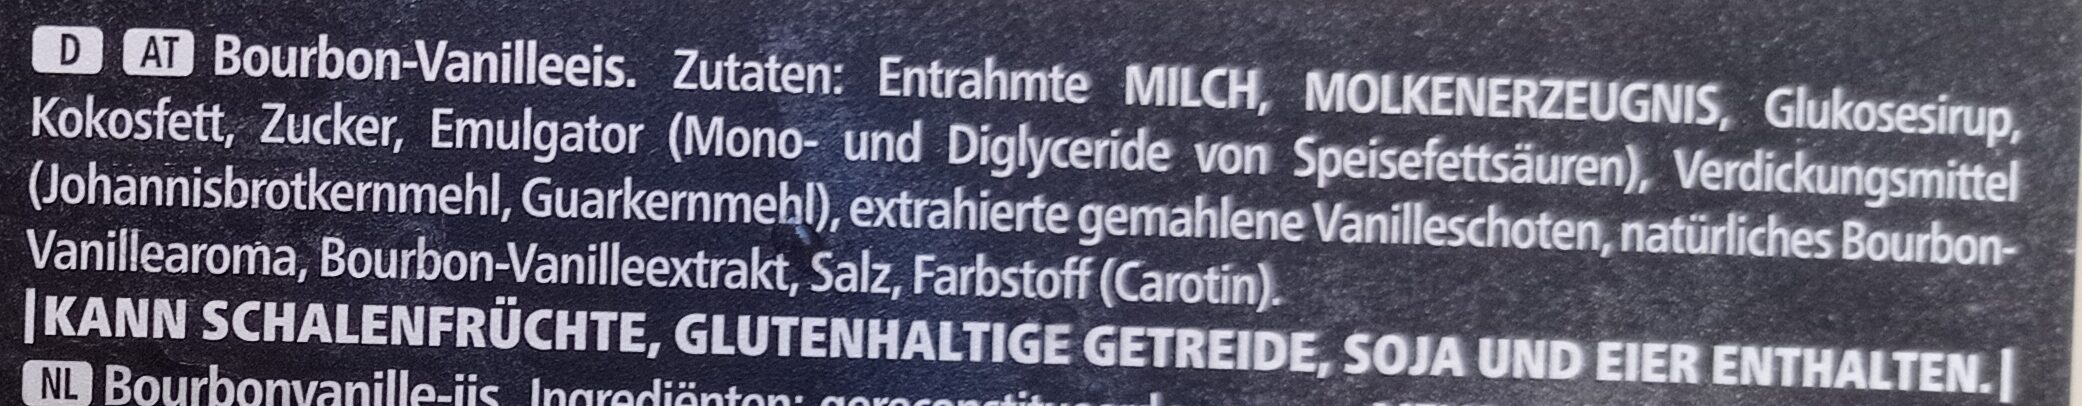 D AT Bourbon-Vanilleeis. Zutaten: Entrahmte MILCH, MOLKENERZEUGNIS, Glukosesirup,
Kokosfett, Zucker, Emulgator (Mono- und Diglyceride von Speisefettsäuren), Verdickungsmittel
(Johannisbrotkernmehl, Guarkernmehl), extrahierte gemahlene Vanilleschoten, natürliches Bourbon-
Vanillearoma, Bourbon-Vanilleextrakt, Salz, Farbstoff (Carotin).
|KANN SCHALENFRÜCHTE, GLUTENHALTIGE GETREIDE, SOJA UND EIER ENTHALTEN.|
NL Bourbonvanille-ijs. Ingrediënten: